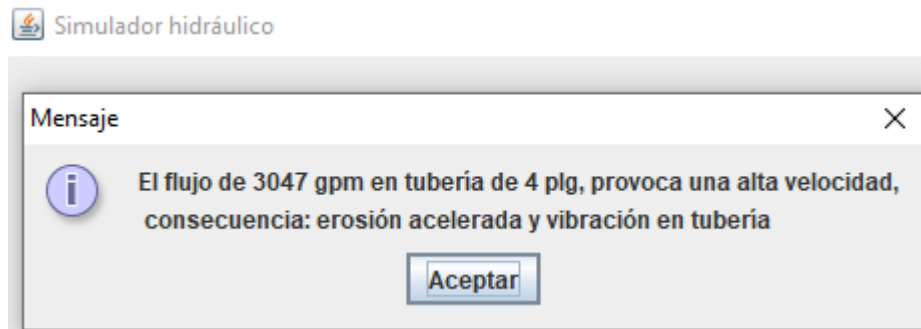 Simulador hidráulico
Mensaje
El flujo de 3047 gpm en tubería de 4 plg, provoca una alta velocidad,
consecuencia: erosión acelerada y vibración en tubería
Aceptar